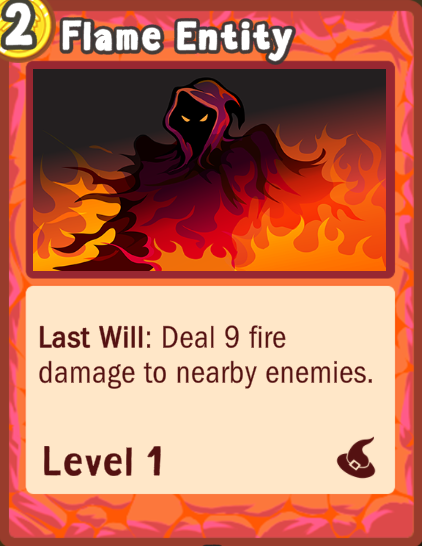 2
Flame Entity
Last Will: Deal 9 fire
damage to nearby enemies.
Level 1